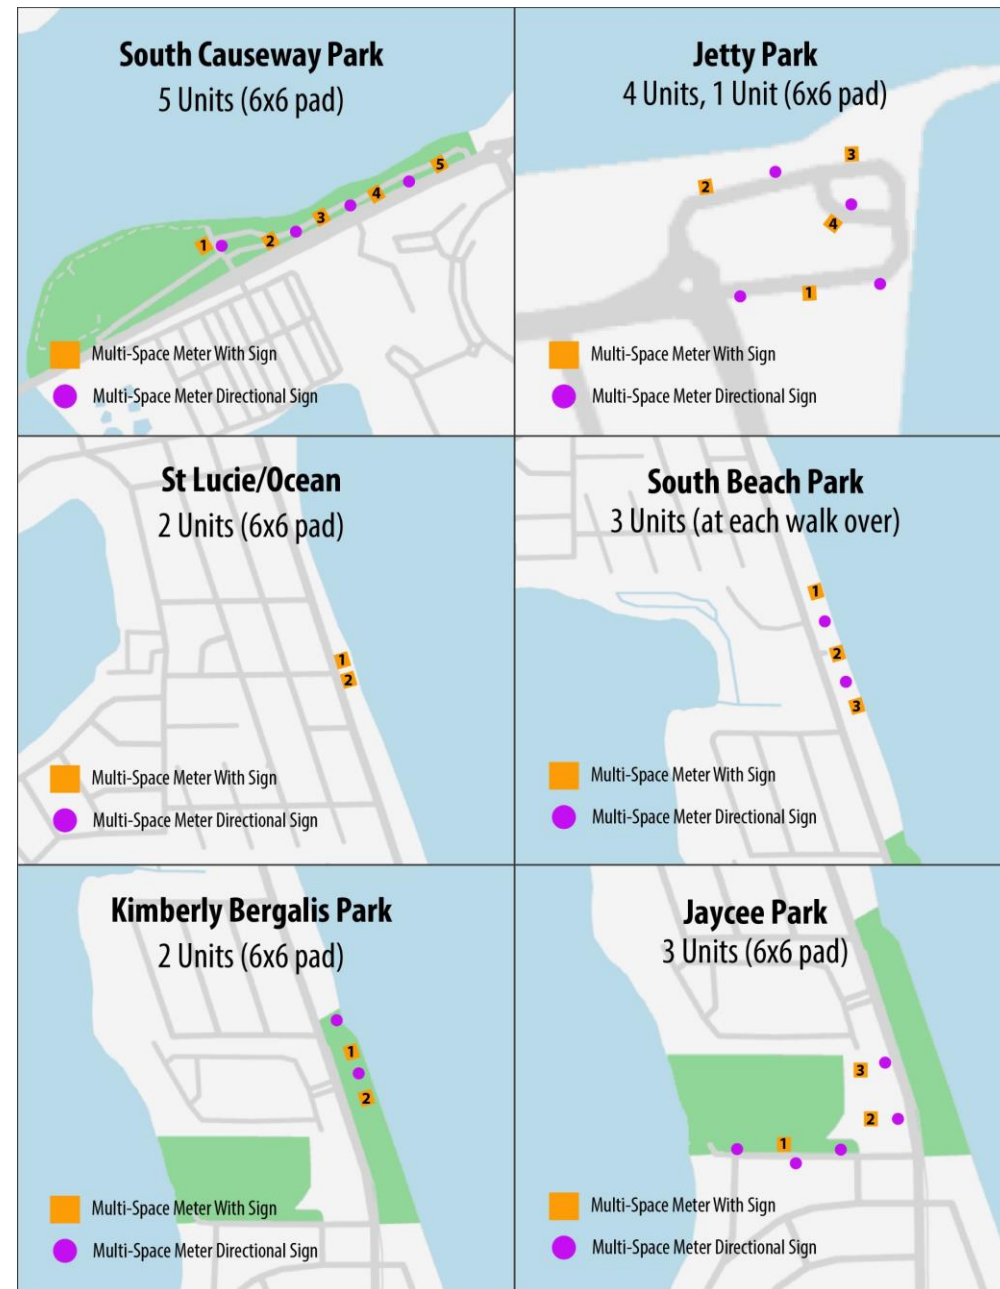 South Causeway Park
5 Units (6x6 pad)
5
4
3
2
1
Multi-Space Meter With Sign
Multi-Space Meter Directional Sign
Jetty Park
4 Units, 1 Unit (6x6 pad)
3
2
4
1
Multi-Space Meter With Sign
Multi-Space Meter Directional Sign
St Lucie/Ocean
2 Units (6x6 pad)
1
2
Multi-Space Meter With Sign
Multi-Space Meter Directional Sign
South Beach Park
3 Units (at each walk over)
1
2
3
Multi-Space Meter With Sign
Multi-Space Meter Directional Sign
Kimberly Bergalis Park
2 Units (6x6 pad)
1
2
Multi-Space Meter With Sign
Multi-Space Meter Directional Sign
Jaycee Park
3 Units (6x6 pad)
3
2
1
Multi-Space Meter With Sign
Multi-Space Meter Directional Sign